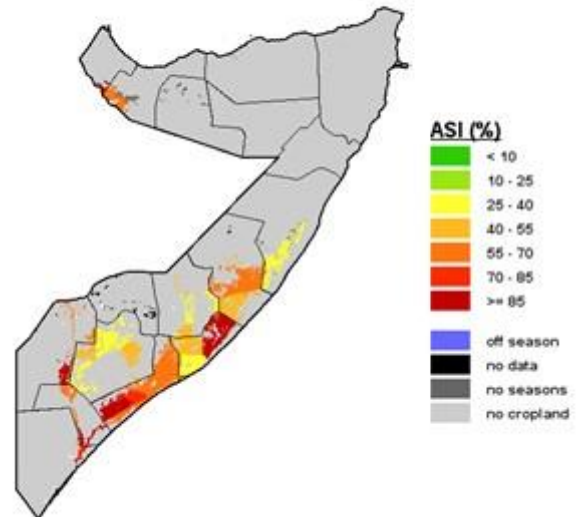 ASI (%)
< 10
10 - 25
25 - 40
40 - 55
55 - 70
70 - 85
>= 85
off season
no data
no seasons
no cropland